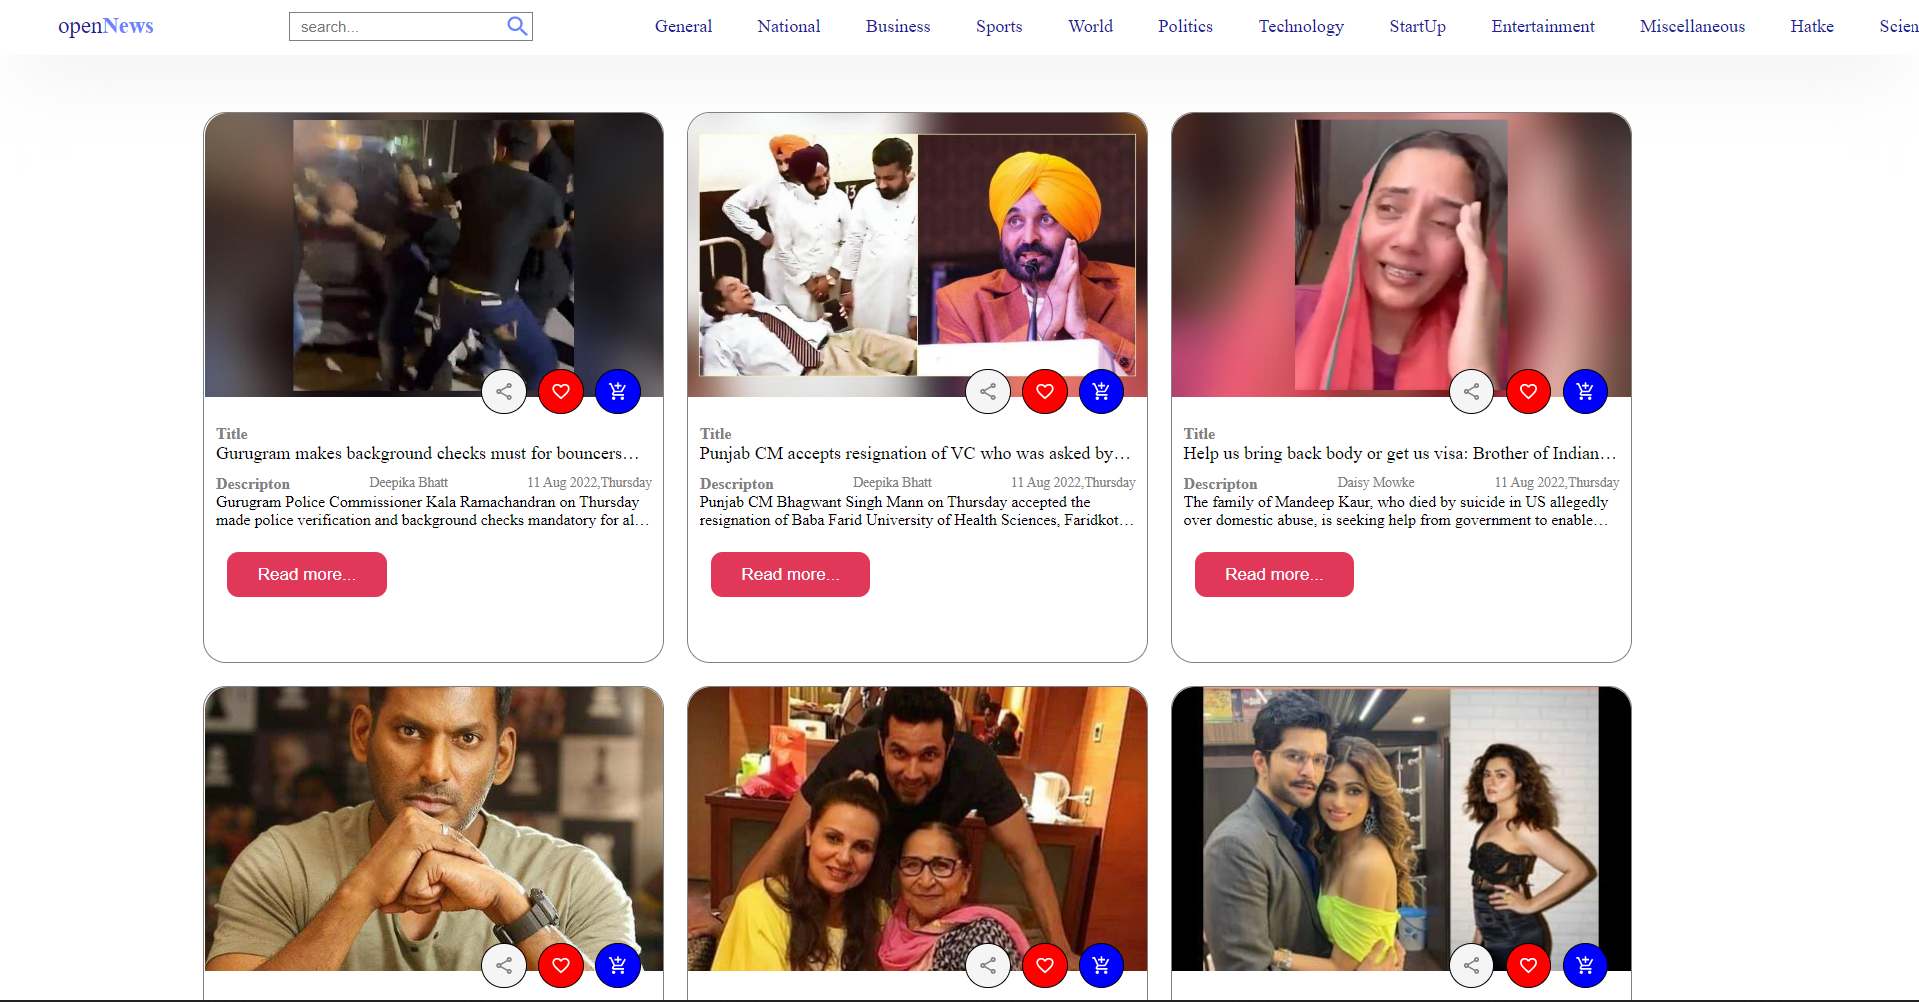 openNews
search...
General National Business Sports World Politics Technology StartUp Entertainment Miscellaneous Hatke Scien
13
Title
Gurugram makes background checks must for bouncers…
Descripton Deepika Bhatt 11 Aug 2022,Thursday
Gurugram Police Commissioner Kala Ramachandran on Thursday
made police verification and background checks mandatory for al…
Read more...
Title
Punjab CM accepts resignation of VC who was asked by…
Descripton Deepika Bhatt 11 Aug 2022,Thursday
Punjab CM Bhagwant Singh Mann on Thursday accepted the
resignation of Baba Farid University of Health Sciences, Faridkot…
Read more...
Title
Help us bring back body or get us visa: Brother of Indian…
Descripton Daisy Mowke 11 Aug 2022,Thursday
The family of Mandeep Kaur, who died by suicide in US allegedly
over domestic abuse, is seeking help from government to enable…
Read more...